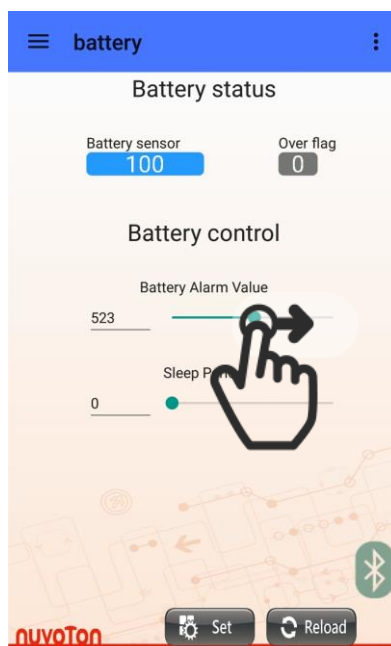 battery
Battery status
Battery sensor Over flag
100 0
Battery control
Battery Alarm Value
523
Sleep
0
Set Reload
nuvoTon